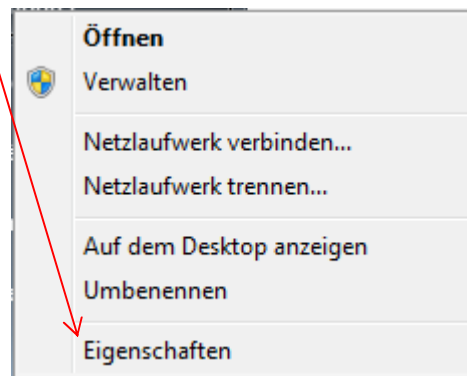 Öffnen
Verwalten
Netzlaufwerk verbinden...
Netzlaufwerk trennen...
Auf dem Desktop anzeigen
Umbenennen
Eigenschaften